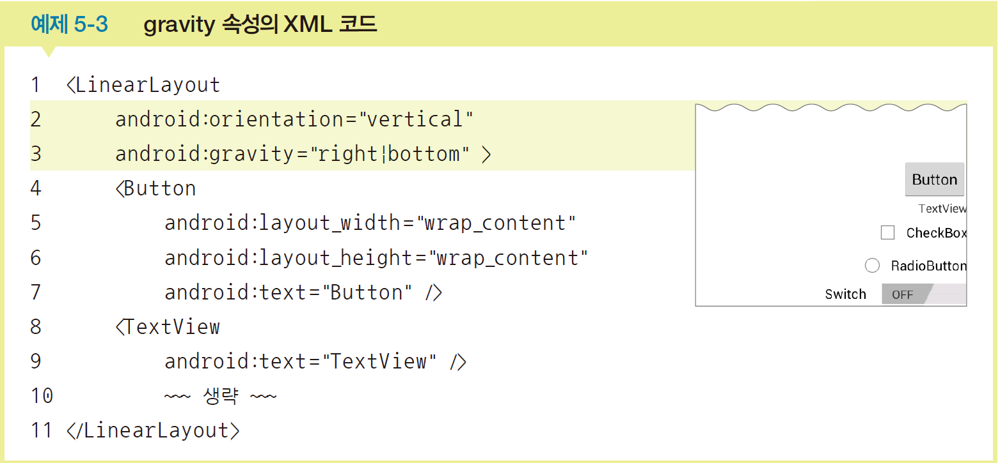 예제 5-3 gravity 속성의 XML 코드
1 <LinearLayout
2 android:orientation="vertical"
3 android:gravity="right|bottom" >
4 <Button
5 android:layout_width="wrap_content"
6 android:layout_height="wrap_content"
7 android:text="Button" />
8 <TextView
9 android:text="TextView" />
10 ~~~ 생략 ~~~
11 </LinearLayout>
Button
TextView
CheckBox
RadioButton
Switch OFF